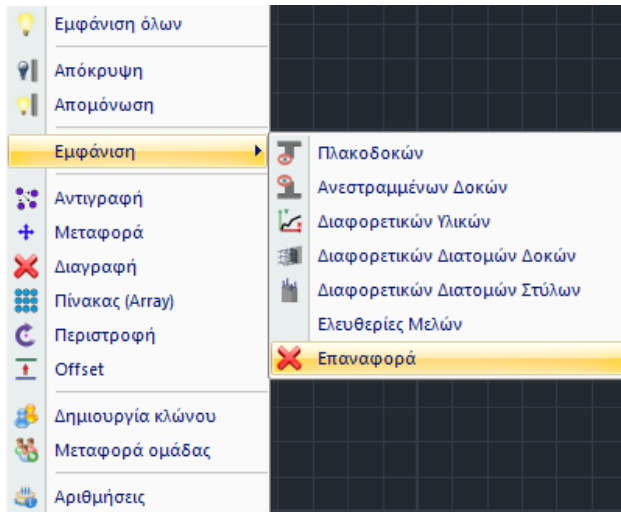 Εμφάνιση όλων
Απόκρυψη
Απομόνωση
Εμφάνιση
Αντιγραφή
Μεταφορά
Διαγραφή
Πίνακας (Array)
Περιστροφή
Offset
Δημιουργία κλώνου
Μεταφορά ομάδας
Αριθμήσεις
Πλακοδοκών
Ανεστραμμένων Δοκών
Διαφορετικών Υλικών
Διαφορετικών Διατομών Δοκών
Διαφορετικών Διατομών Στύλων
Ελευθερίες Μελών
Επαναφορά